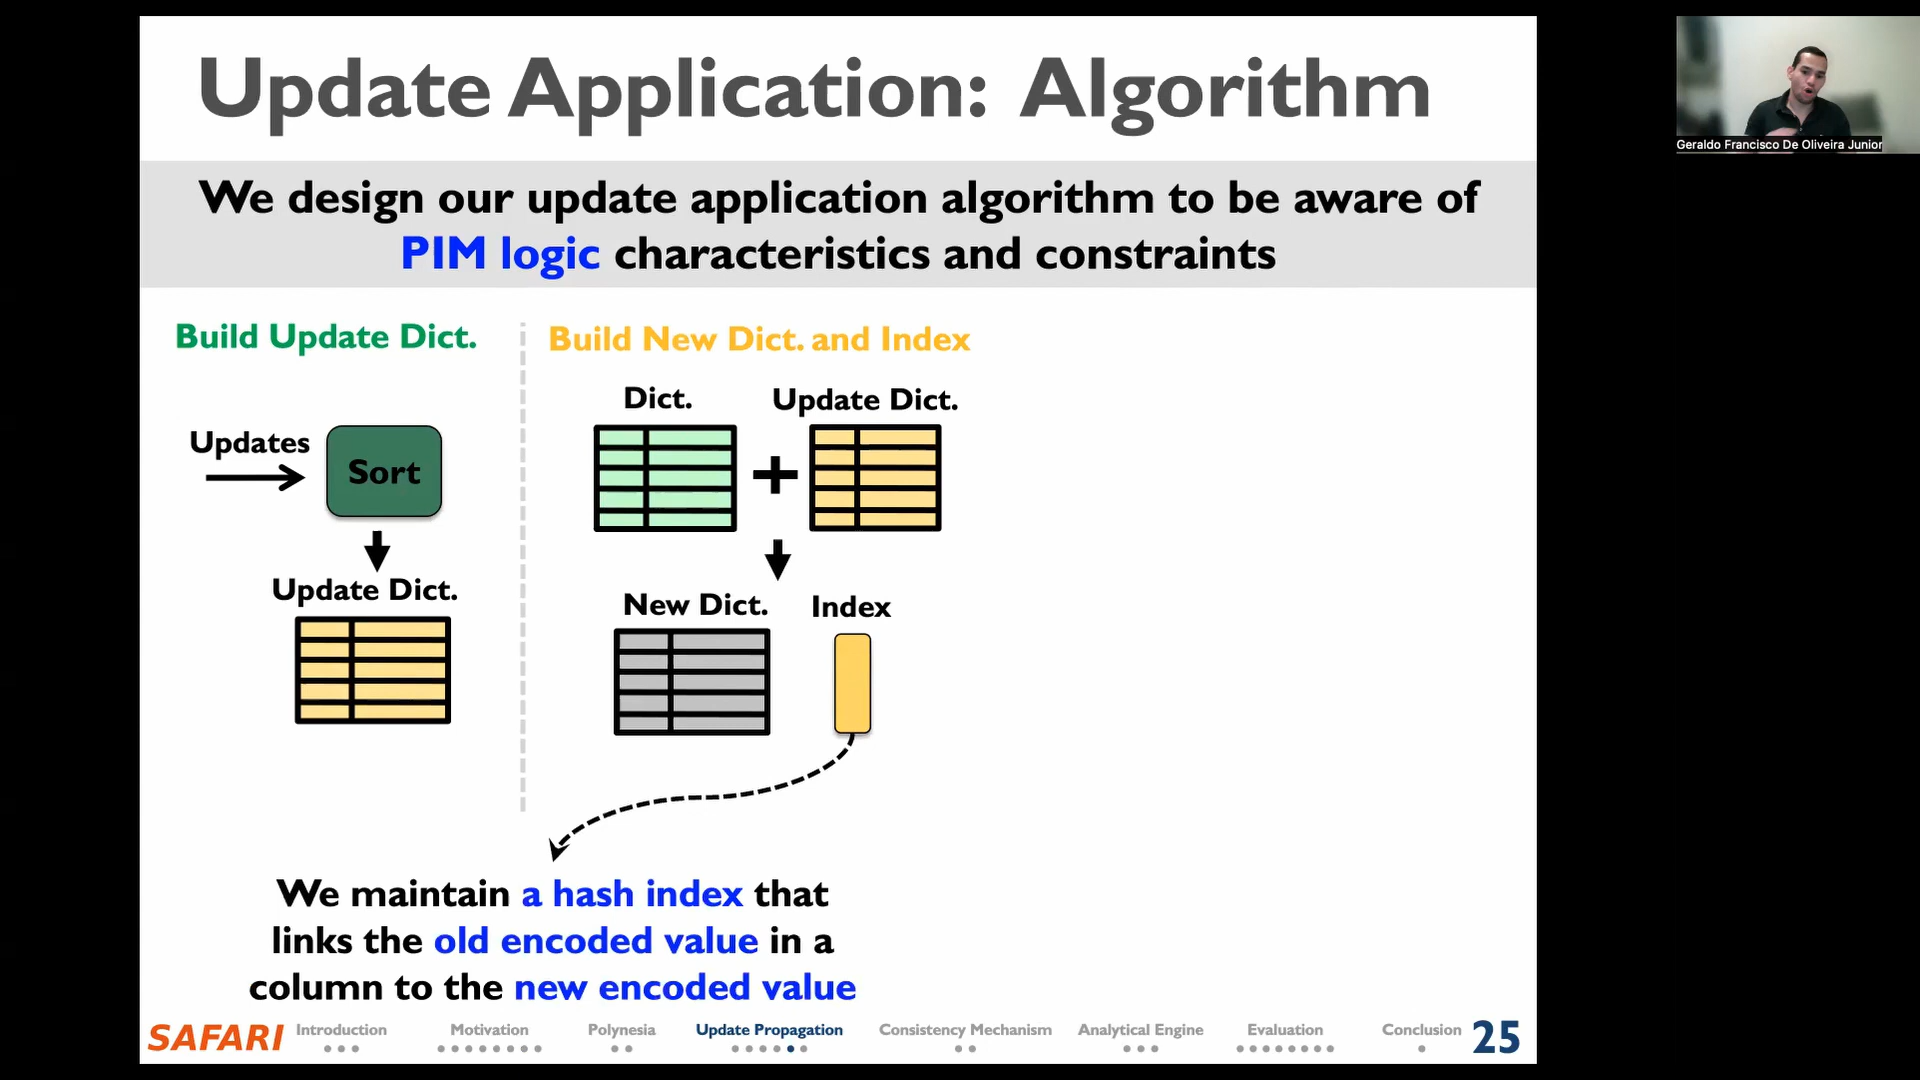 Update Application: Algorithm
Geraldo Francisco De Oliveira Junior
We design our update application algorithm to be aware of
PIM logic characteristics and constraints
Build Update Dict.
Updates
Sort
Update Dict.
Build New Dict. and Index
Dict.
Update Dict.
New Dict.
Index
We maintain a hash index that
links the old encoded value in a
column to the new encoded value
SAFARI
Introduction
Motivation
Polynesia
Update Propagation
Consistency Mechanism
Analytical Engine
Evaluation
Conclusion
25